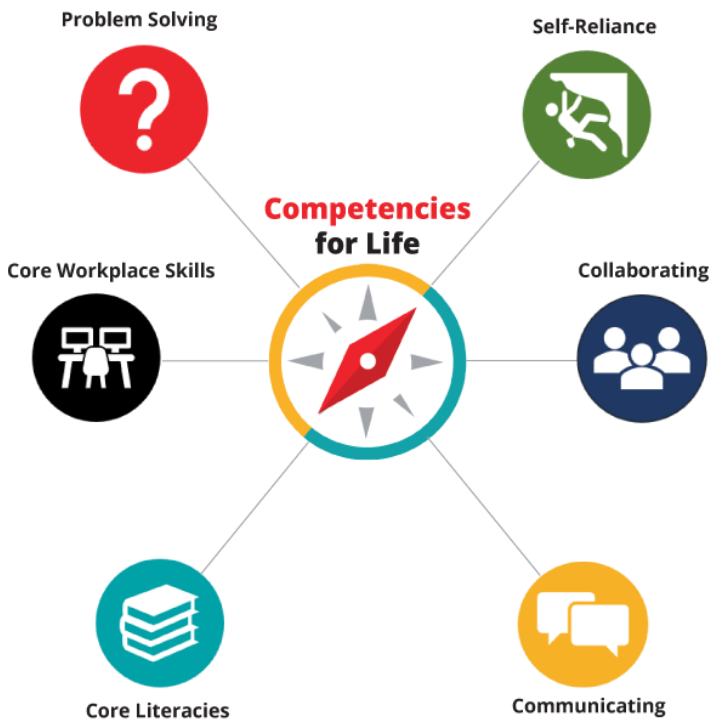 Problem Solving
Self-Reliance
Competencies
for Life
Core Workplace Skills
Collaborating
Core Literacies
Communicating